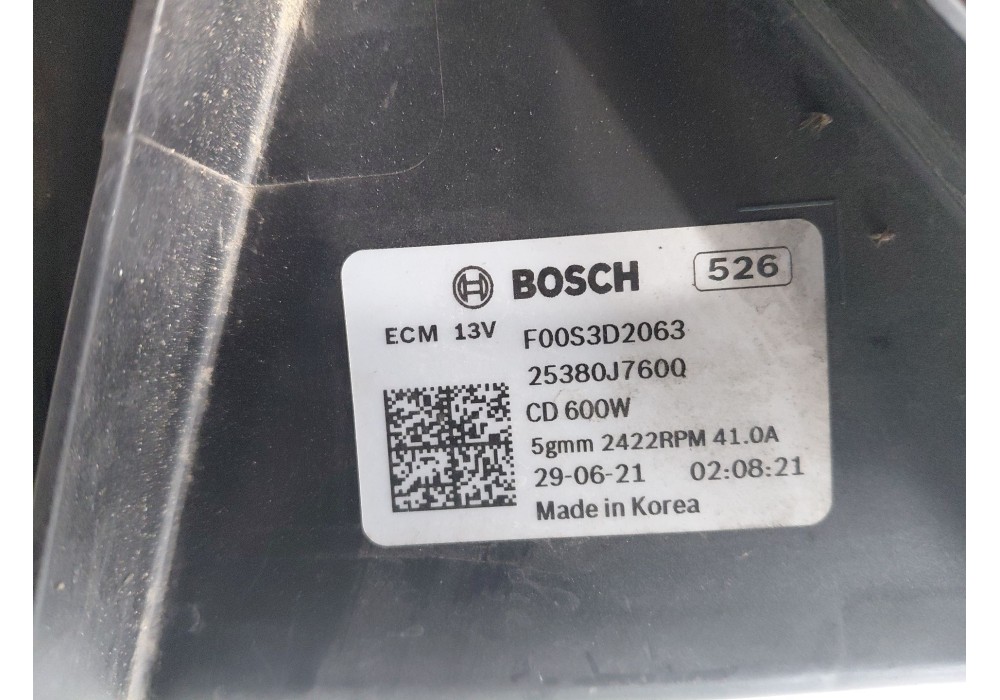 BOSCH 526
ECM 13V F00S3D2063
25380J7600
CD 600W
5gmm 2422RPM 41.0A
29-06-21 02:08:21
Made in Korea